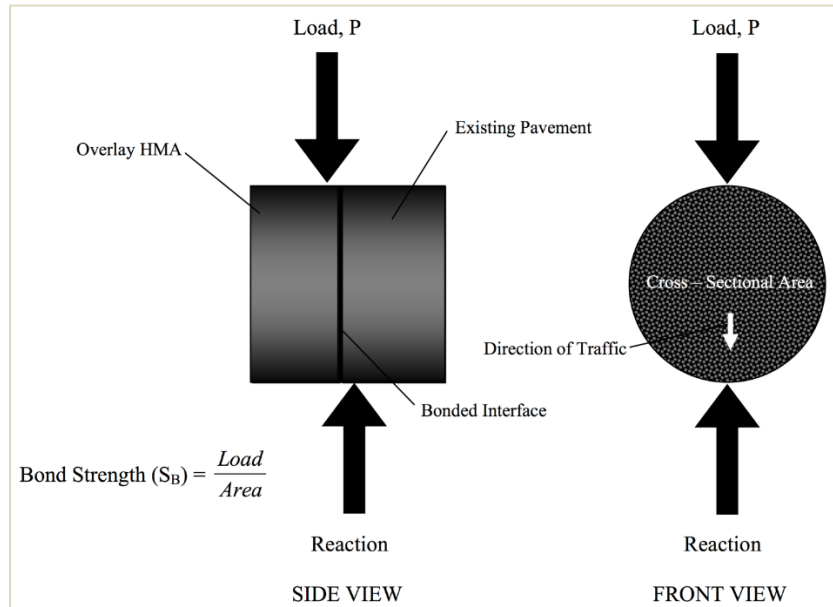 Load, P
Load, P
Overlay HMA
Existing Pavement
Cross – Sectional Area
Direction of Traffic
Bonded Interface
Bond Strength (S_B) = Load / Area
Reaction
Reaction
SIDE VIEW
FRONT VIEW